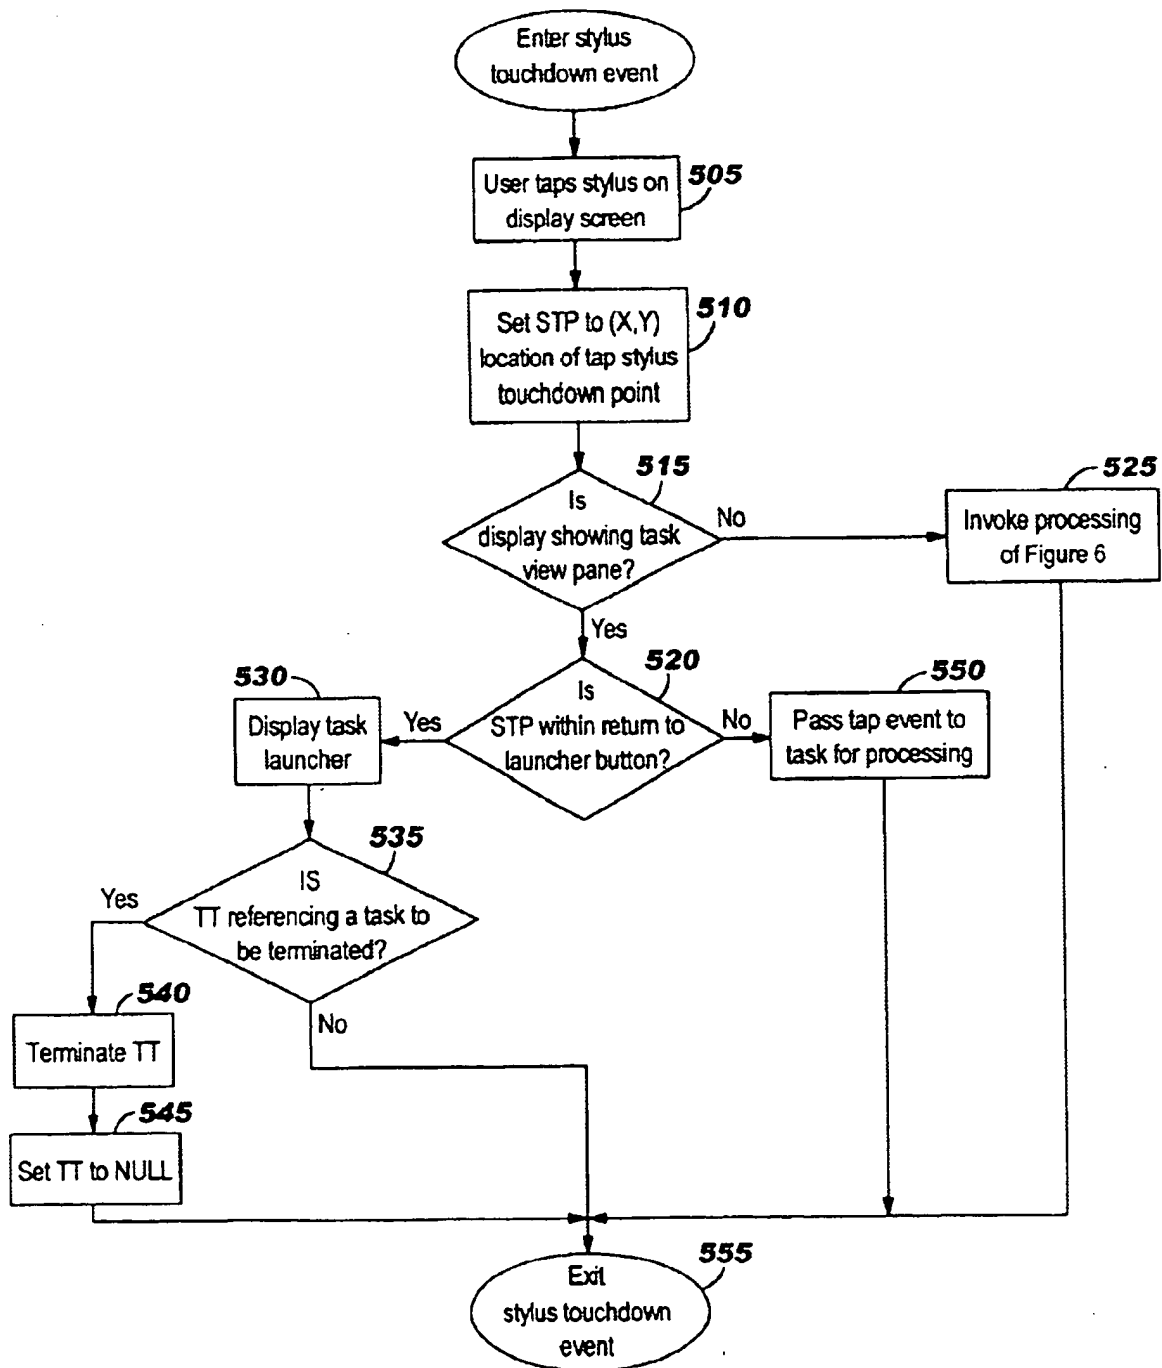 Enter stylus
touchdown event
505
User taps stylus on
display screen
510
Set STP to (X,Y)
location of tap stylus
touchdown point
515
Is
display showing task
view pane?
No
525
Invoke processing
of Figure 6
Yes
520
Is
STP within return to
launcher button?
Yes
530
Display task
launcher
No
550
Pass tap event to
task for processing
535
IS
TT referencing a task to
be terminated?
Yes
540
Terminate TT
545
Set TT to NULL
No
555
Exit
stylus touchdown
event